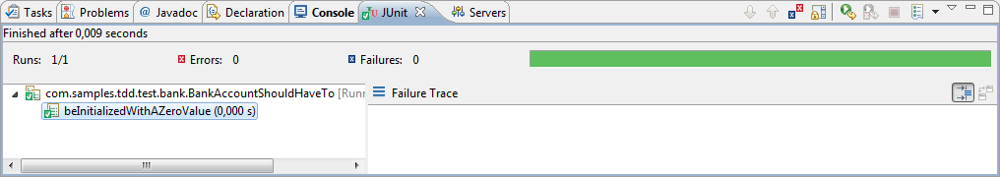 Tasks Problems @ Javadoc Declaration Console JUnit Servers
Finished after 0,009 seconds
Runs: 1/1 Errors: 0 Failures: 0
com.samples.tdd.test.bank.BankAccountShouldHaveTo [Runn Failure Trace
beInitializedWithAZeroValue (0,000 s)